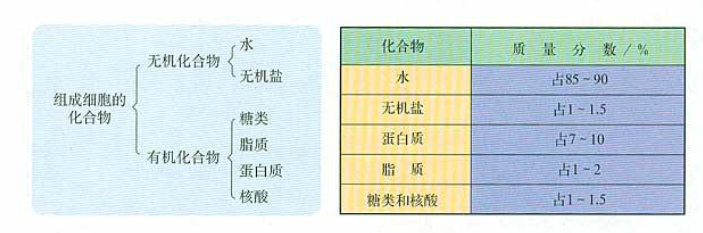 组成细胞的
化合物
无机化合物
水
无机盐
有机化合物
糖类
脂质
蛋白质
核酸
化合物 质 量 分 数 / %
水 占85~90
无机盐 占1~1.5
蛋白质 占7~10
脂 质 占1~2
糖类和核酸 占1~1.5